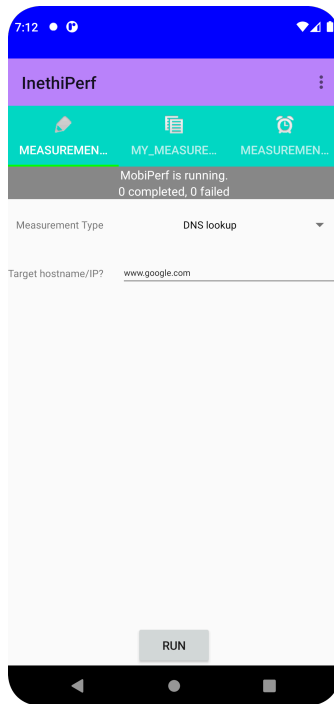 7:12
InethiPerf
MEASUREMEN... MY_MEASURE... MEASUREMEN...
MobiPerf is running.
0 completed, 0 failed
Measurement Type DNS lookup
Target hostname/IP? www.google.com
RUN